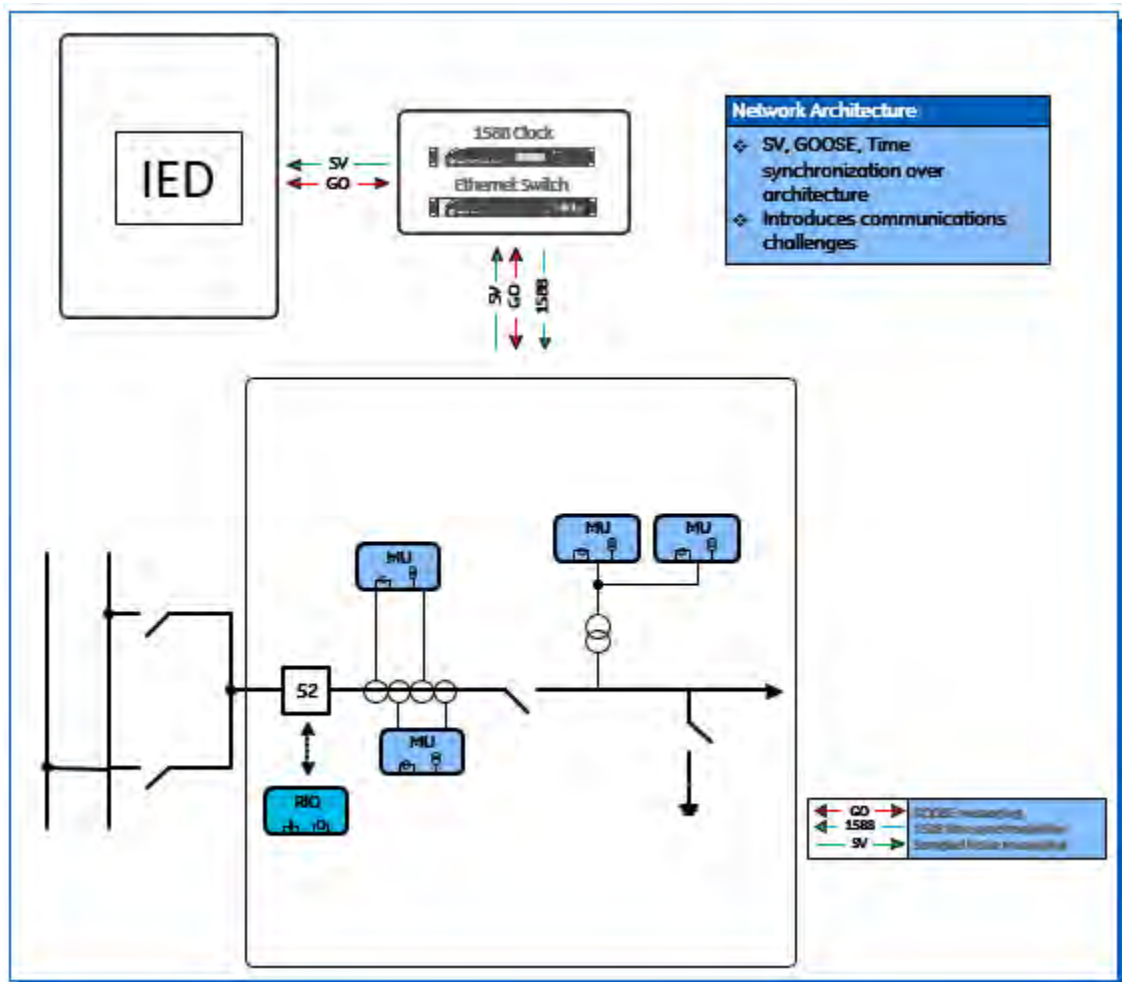 IED
SV
GO
1588 Clock
Ethernet Switch
Network Architecture
❖ SV, GOOSE, Time
synchronization over
architecture
❖ Introduces communications
challenges
SV
GO
1588
MU
MU
MU
52
MU
RIO
GO
1588
SV